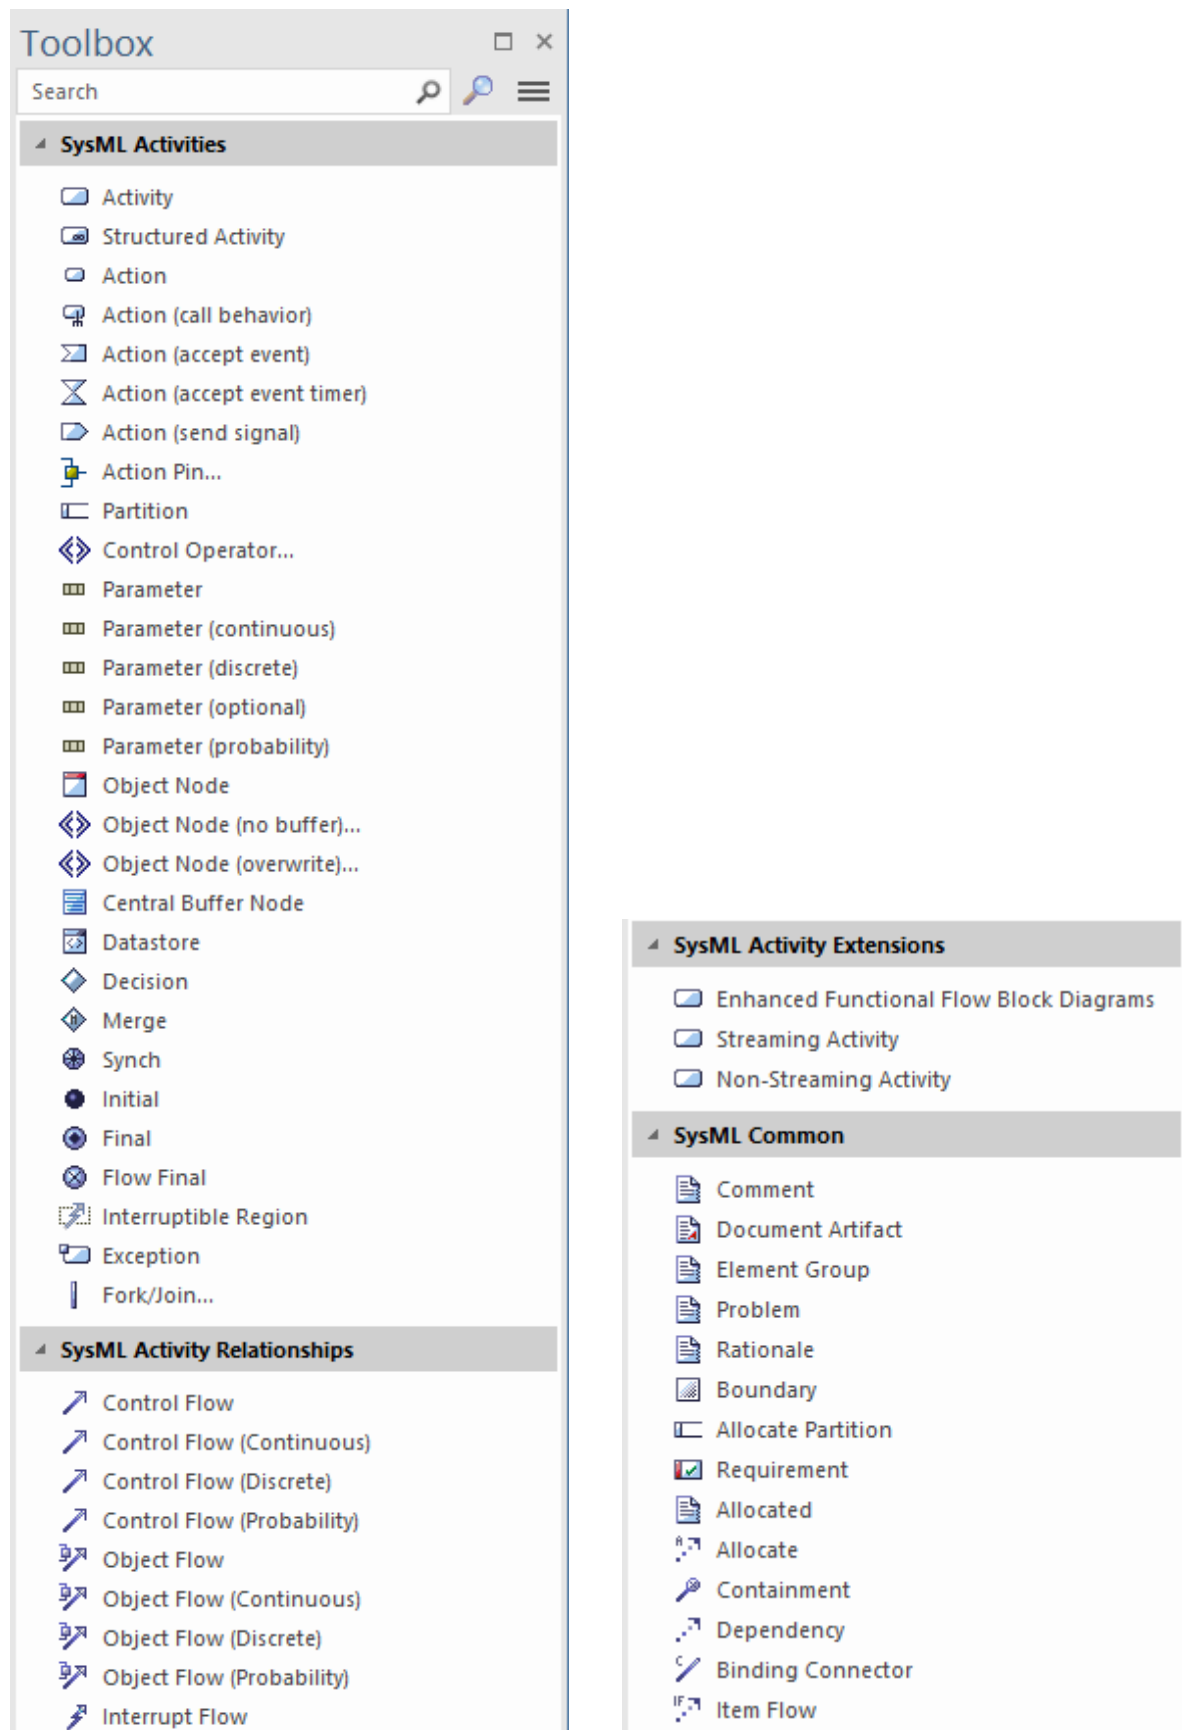 Toolbox
Search
SysML Activities
Activity
Structured Activity
Action
Action (call behavior)
Action (accept event)
Action (accept event timer)
Action (send signal)
Action Pin...
Partition
Control Operator...
Parameter
Parameter (continuous)
Parameter (discrete)
Parameter (optional)
Parameter (probability)
Object Node
Object Node (no buffer)...
Object Node (overwrite)...
Central Buffer Node
Datastore
Decision
Merge
Synch
Initial
Final
Flow Final
Interruptible Region
Exception
Fork/Join...
SysML Activity Relationships
Control Flow
Control Flow (Continuous)
Control Flow (Discrete)
Control Flow (Probability)
Object Flow
Object Flow (Continuous)
Object Flow (Discrete)
Object Flow (Probability)
Interrupt Flow
SysML Activity Extensions
Enhanced Functional Flow Block Diagrams
Streaming Activity
Non-Streaming Activity
SysML Common
Comment
Document Artifact
Element Group
Problem
Rationale
Boundary
Allocate Partition
Requirement
Allocated
Allocate
Containment
Dependency
Binding Connector
Item Flow